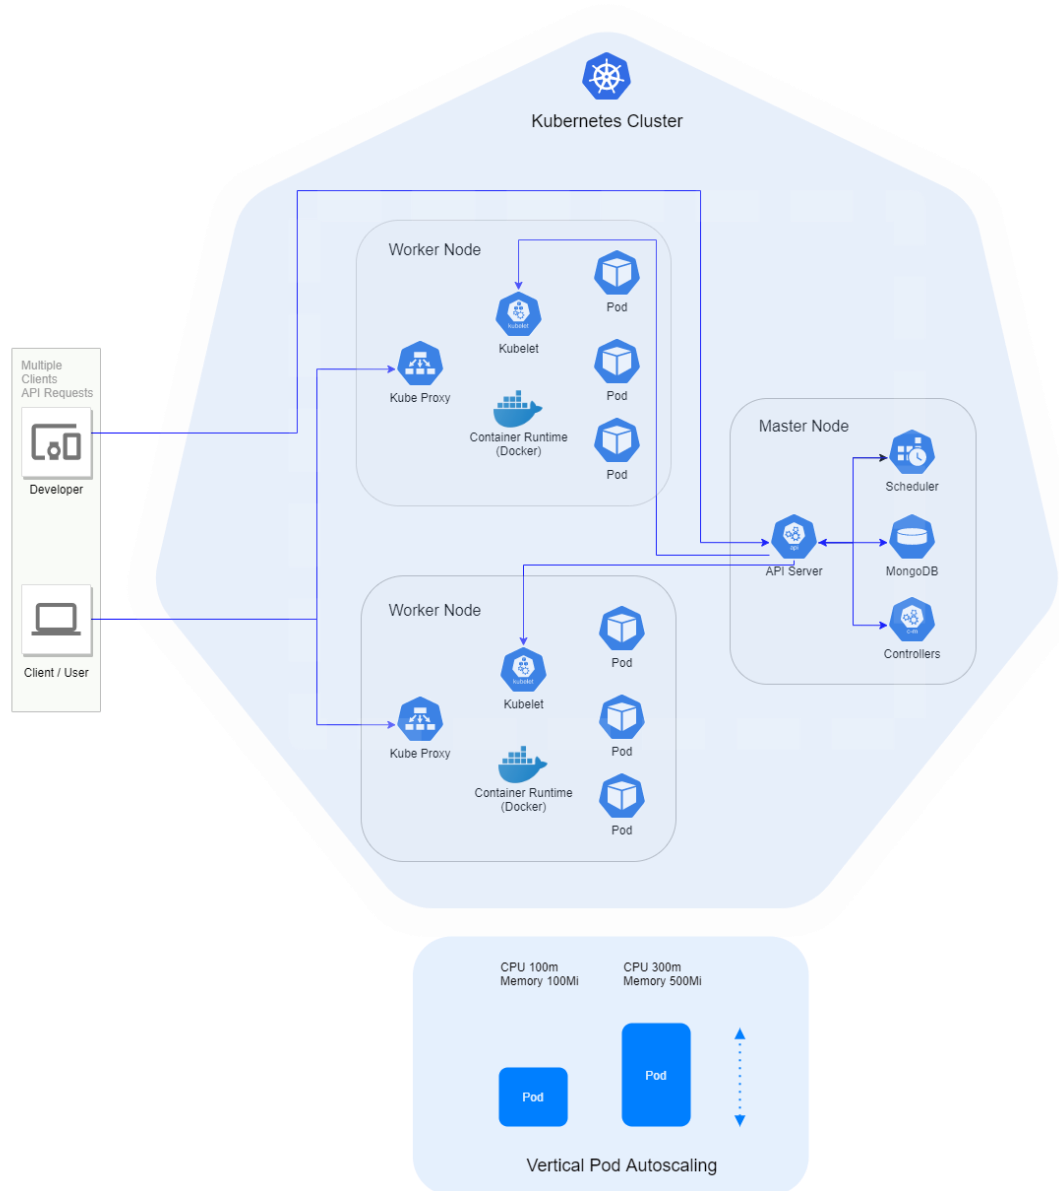 Kubernetes Cluster
Multiple
Clients
API Requests
Developer
Client / User
Worker Node
kubelet
Kubelet
Kube Proxy
Container Runtime
(Docker)
Pod
Pod
Pod
Master Node
Scheduler
api
API Server
MongoDB
c-m
Controllers
Worker Node
kubelet
Kubelet
Kube Proxy
Container Runtime
(Docker)
Pod
Pod
Pod
CPU 100m
Memory 100Mi
CPU 300m
Memory 500Mi
Pod
Pod
Vertical Pod Autoscaling